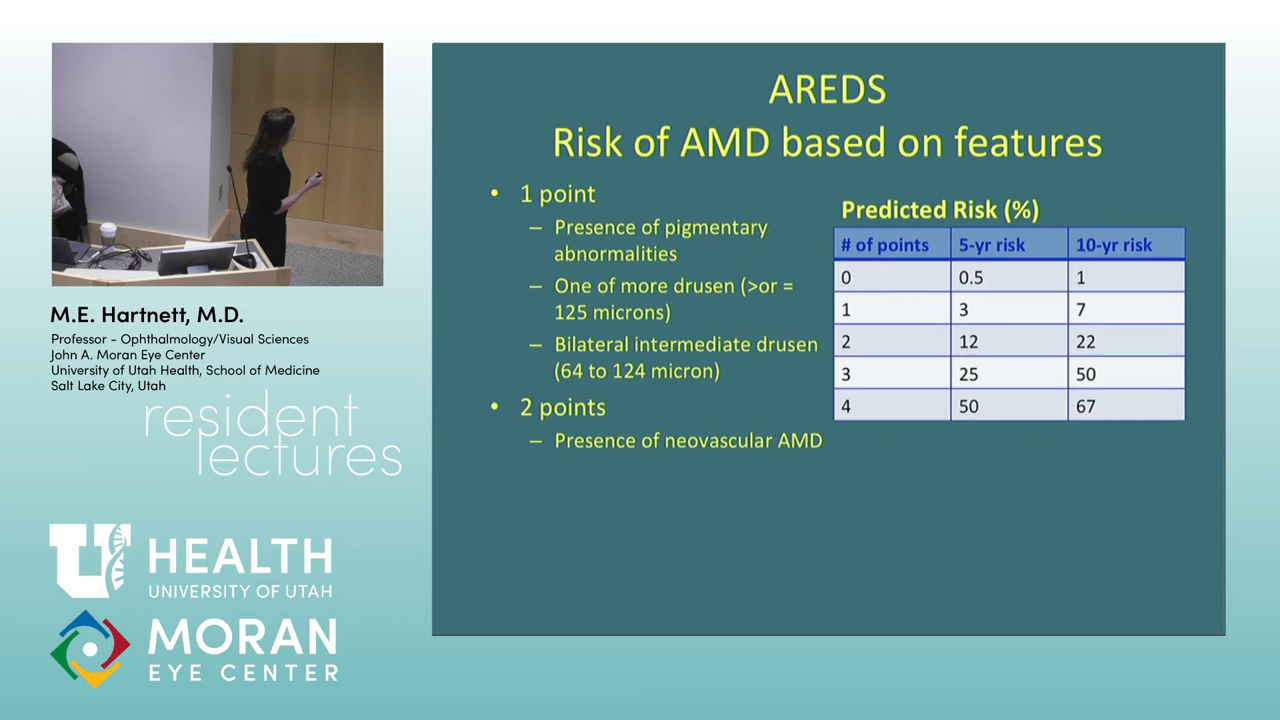 AREDS
Risk of AMD based on features
• 1 point
– Presence of pigmentary
abnormalities
– One of more drusen (>or =
125 microns)
– Bilateral intermediate drusen
(64 to 124 micron)
• 2 points
– Presence of neovascular AMD
Predicted Risk (%)
# of points 5-yr risk 10-yr risk
0 0.5 1
1 3 7
2 12 22
3 25 50
4 50 67
M.E. Hartnett, M.D.
Professor - Ophthalmology/Visual Sciences
John A. Moran Eye Center
University of Utah Health, School of Medicine
Salt Lake City, Utah
resident
lectures
U HEALTH
UNIVERSITY OF UTAH
MORAN
EYE CENTER